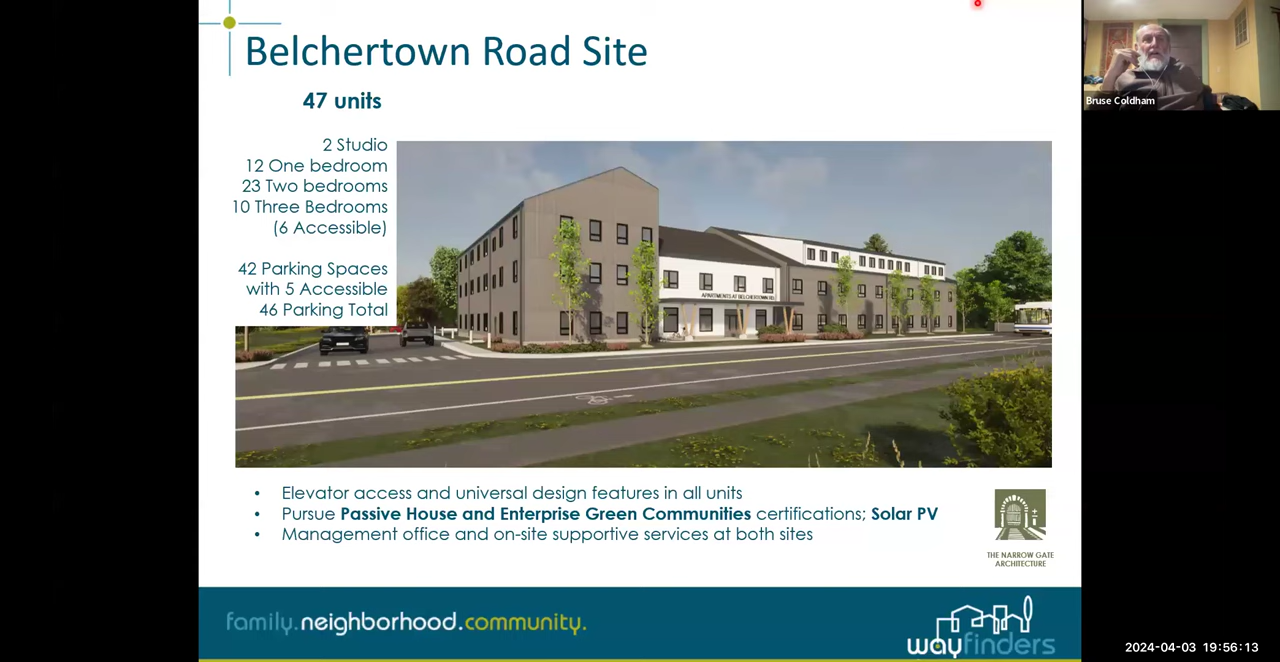 Belchertown Road Site
47 units
2 Studio
12 One bedroom
23 Two bedrooms
10 Three Bedrooms
(6 Accessible)
42 Parking Spaces
with 5 Accessible
46 Parking Total
APARTMENTS AT BELCHERTOWN RD.
• Elevator access and universal design features in all units
• Pursue Passive House and Enterprise Green Communities certifications; Solar PV
• Management office and on-site supportive services at both sites
THE NARROW GATE
ARCHITECTURE
family.neighborhood.community.
wayfinders
Bruse Coldham
2024-04-03 19:56:13